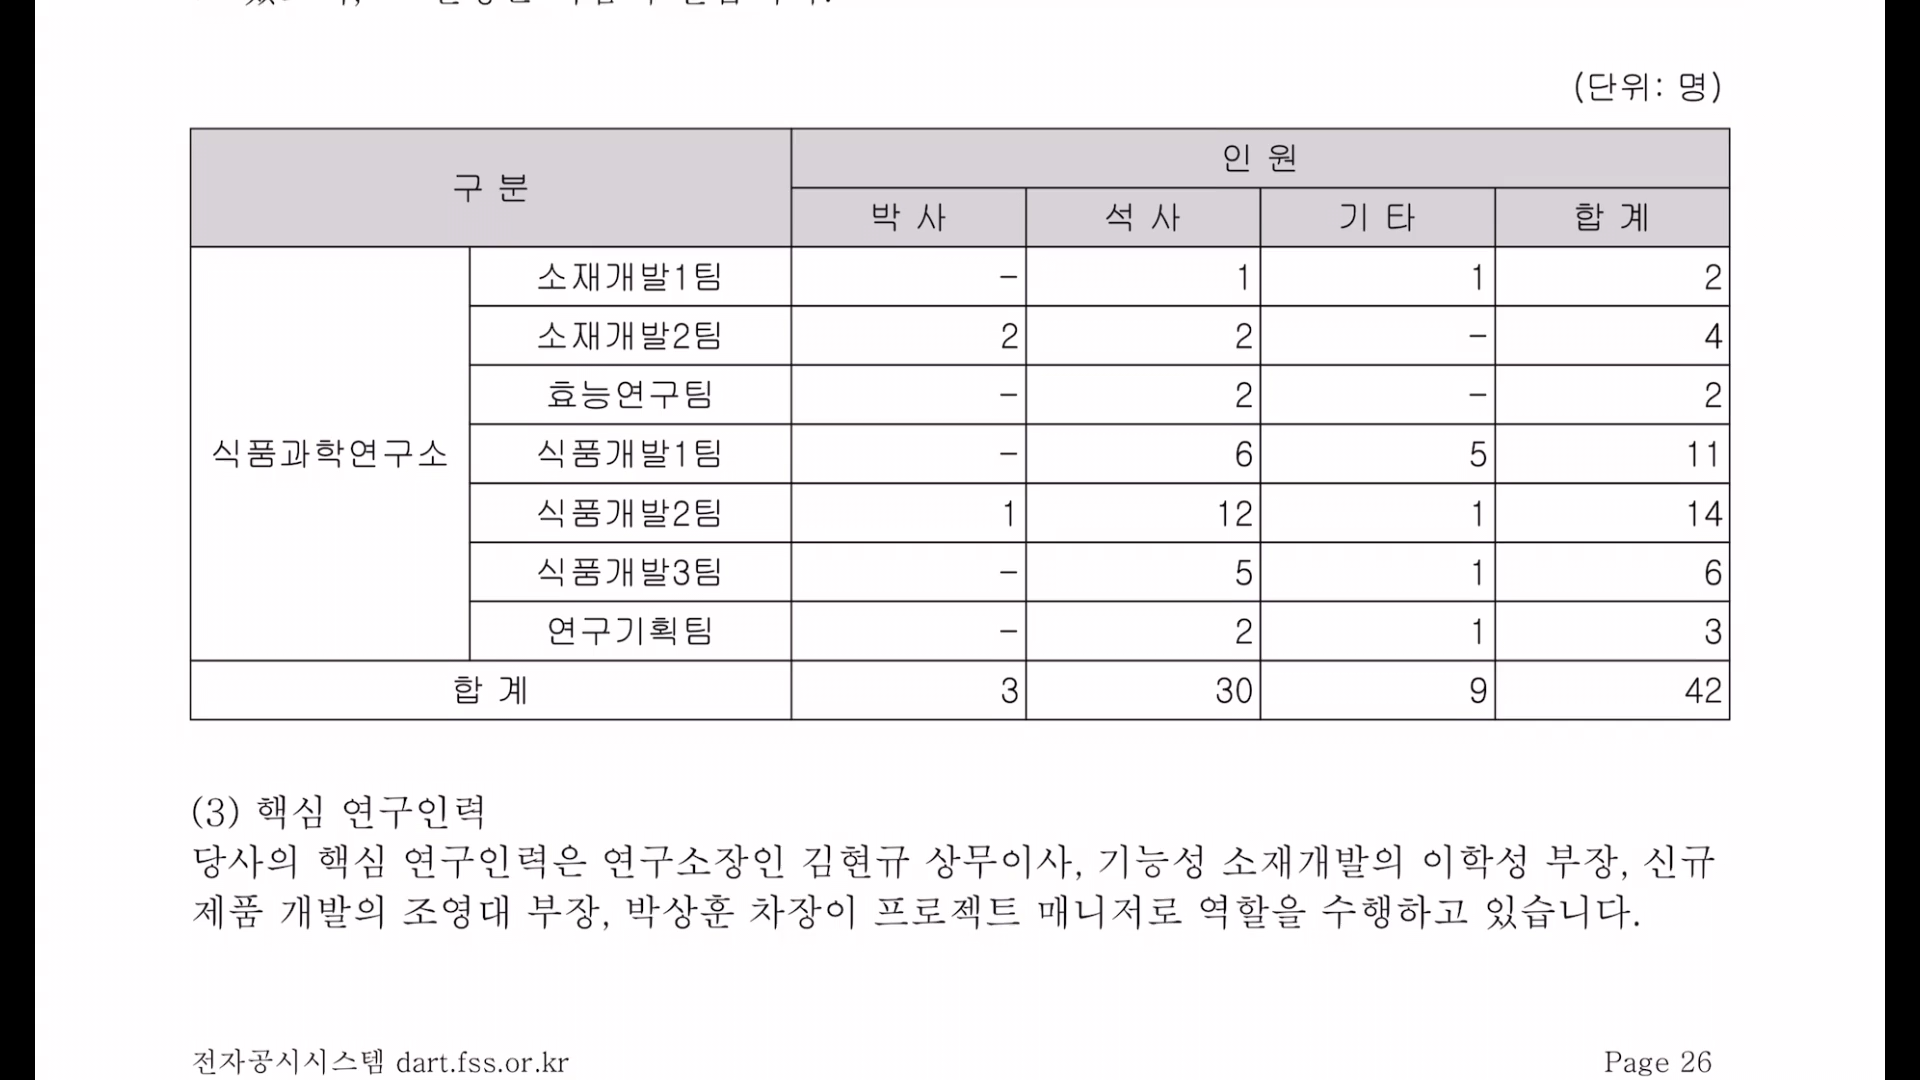 (단위: 명)
구 분 인 원
박 사 석 사 기 타 합 계
식품과학연구소 소재개발1팀 - 1 1 2
소재개발2팀 2 2 - 4
효능연구팀 - 2 - 2
식품개발1팀 - 6 5 11
식품개발2팀 1 12 1 14
식품개발3팀 - 5 1 6
연구기획팀 - 2 1 3
합 계 3 30 9 42
(3) 핵심 연구인력
당사의 핵심 연구인력은 연구소장인 김현규 상무이사, 기능성 소재개발의 이학성 부장, 신규
제품 개발의 조영대 부장, 박상훈 차장이 프로젝트 매니저로 역할을 수행하고 있습니다.
전자공시시스템 dart.fss.or.kr Page 26